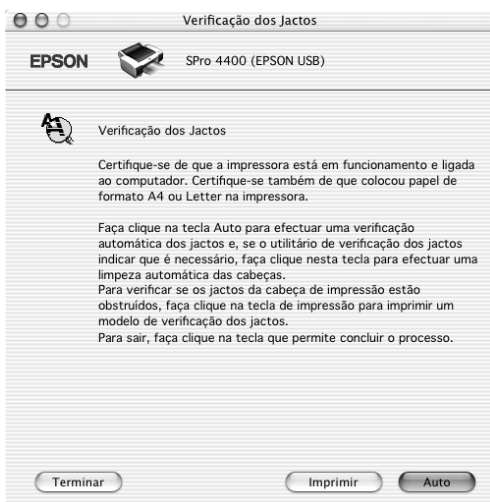 Verificação dos Jactos
EPSON
SPro 4400 (EPSON USB)
Verificação dos Jactos
Certifique-se de que a impressora está em funcionamento e ligada
ao computador. Certifique-se também de que colocou papel de
formato A4 ou Letter na impressora.
Faça clique na tecla Auto para efectuar uma verificação
automática dos jactos e, se o utilitário de verificação dos jactos
indicar que é necessário, faça clique nesta tecla para efectuar uma
limpeza automática das cabeças.
Para verificar se os jactos da cabeça de impressão estão
obstruídos, faça clique na tecla de impressão para imprimir um
modelo de verificação dos jactos.
Para sair, faça clique na tecla que permite concluir o processo.
Terminar
Imprimir
Auto